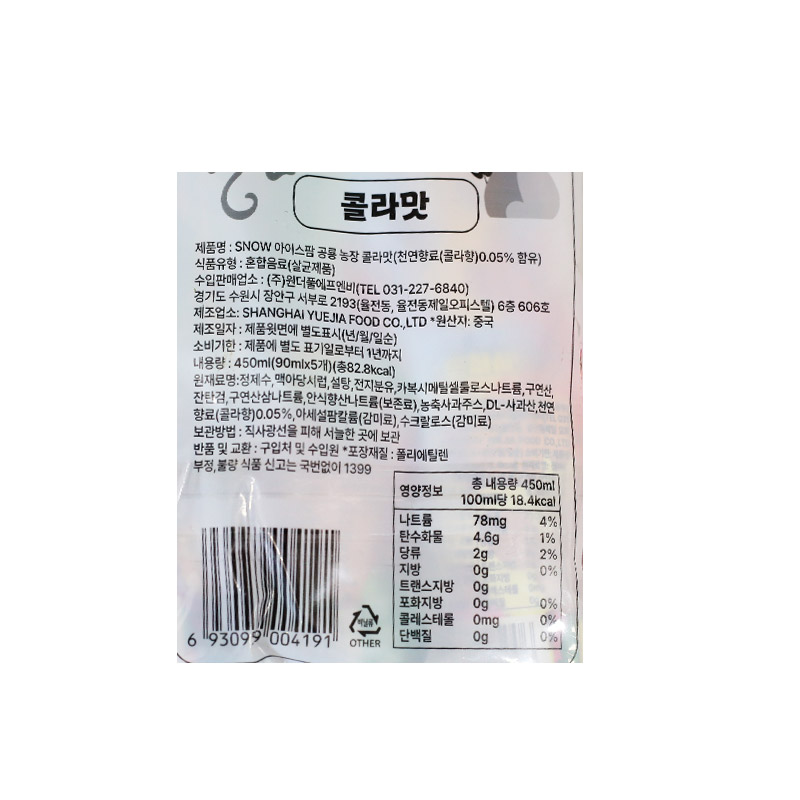 콜라맛
제품명 : SNOW 아이스팜 공룡 농장 콜라맛(천연향료(콜라향)0.05% 함유)
식품유형 : 혼합음료(살균제품)
수입판매업소 : (주)원더풀에프엔비(TEL 031-227-6840)
경기도 수원시 장안구 서부로 2193(율전동, 율전동제일오피스텔) 6층 606호
제조업소: SHANGHAI YUEJIA FOOD CO.,LTD *원산지: 중국
제조일자 : 제품윗면에 별도표시(년/월/일순)
소비기한 : 제품에 별도 표기일로부터 1년까지
내용량 : 450ml(90mlx5개)(총82.8kcal)
원재료명:정제수,맥아당시럽,설탕,전지분유,카복시메틸셀룰로스나트륨,구연산,
잔탄검,구연산삼나트륨,안식향산나트륨(보존료),농축사과주스,DL-사과산,천연
향료(콜라향)0.05%,아세설팜칼륨(감미료),수크랄로스(감미료)
보관방법 : 직사광선을 피해 서늘한 곳에 보관
반품 및 교환 : 구입처 및 수입원 *포장재질 : 폴리에틸렌
부정,불량 식품 신고는 국번없이 1399
영양정보 총 내용량 450ml
100ml당 18.4kcal
나트륨 78mg 4%
탄수화물 4.6g 1%
당류 2g 2%
지방 0g 0%
트랜스지방 0g
포화지방 0g 0%
콜레스테롤 0mg 0%
단백질 0g 0%
비닐류
OTHER
6 93099 004191